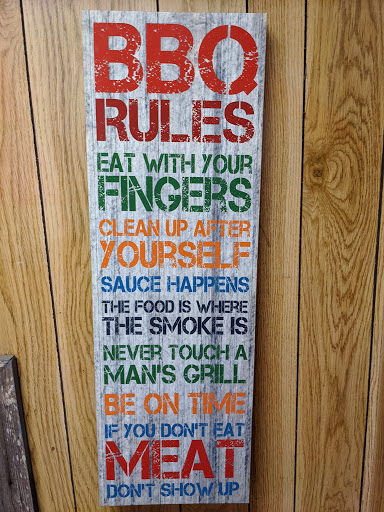 BBQ
RULES
EAT WITH YOUR
FINGERS
CLEAN UP AFTER
YOURSELF
SAUCE HAPPENS
THE FOOD IS WHERE
THE SMOKE IS
NEVER TOUCH A
MAN'S GRILL
BE ON TIME
IF YOU DON'T EAT
MEAT
DON'T SHOW UP